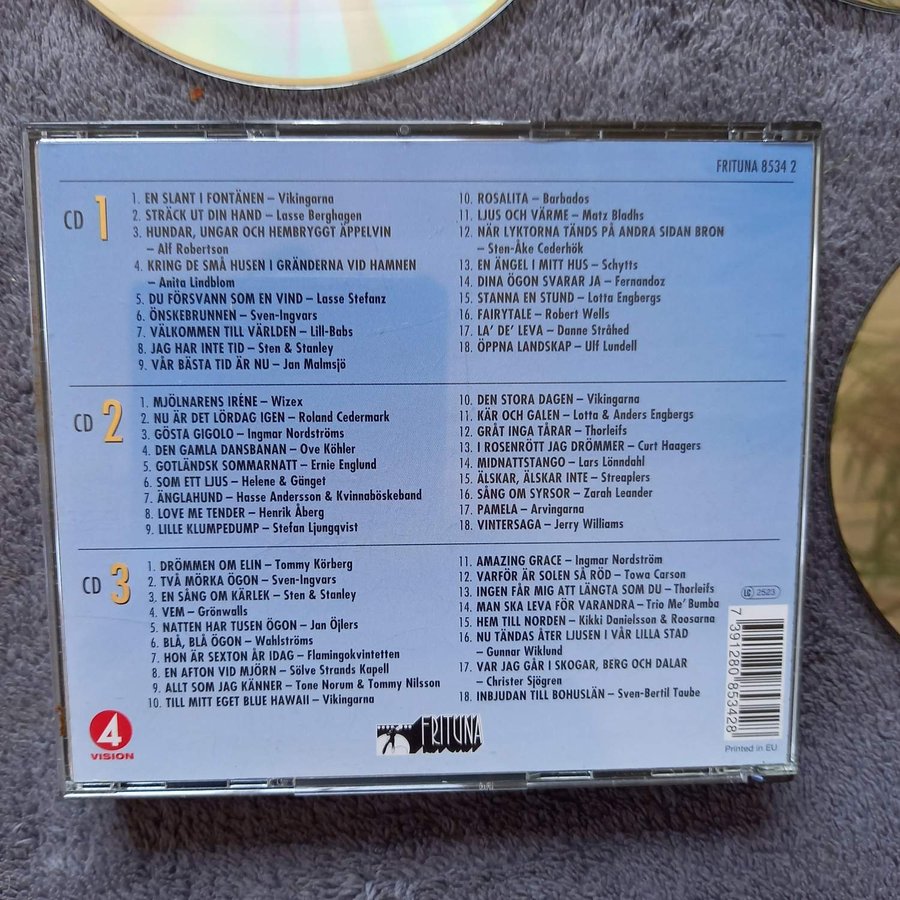 FRITUNA 8534 2
CD 1
1. EN SLANT I FONTÄNEN – Vikingarna
2. STRÄCK UT DIN HAND – Lasse Berghagen
3. HUNDAR, UNGAR OCH HEMBRYGGT ÄPPELVIN
– Alf Robertson
4. KRING DE SMÅ HUSEN I GRÄNDERNA VID HAMNEN
– Anita Lindblom
5. DU FÖRSVANN SOM EN VIND – Lasse Stefanz
6. ÖNSKEBRUNNEN – Sven-Ingvars
7. VÄLKOMMEN TILL VÄRLDEN – Lill-Babs
8. JAG HAR INTE TID – Sten & Stanley
9. VÅR BÄSTA TID ÄR NU – Jan Malmsjö
10. ROSALITA – Barbados
11. LJUS OCH VÄRME – Matz Bladhs
12. NÄR LYKTORNA TÄNDS PÅ ANDRA SIDAN BRON
– Sten-Åke Cederhök
13. EN ÄNGEL I MITT HUS – Schytts
14. DINA ÖGON SVARAR JA – Fernandoz
15. STANNA EN STUND – Lotta Engbergs
16. FAIRYTALE – Robert Wells
17. LA' DE' LEVA – Danne Stråhed
18. ÖPPNA LANDSKAP – Ulf Lundell
CD 2
1. MJÖLNARENS IRÉNE – Wizex
2. NU ÄR DET LÖRDAG IGEN – Roland Cedermark
3. GÖSTA GIGOLO – Ingmar Nordströms
4. DEN GAMLA DANSBANAN – Ove Köhler
5. GOTLÄNDSK SOMMARNATT – Ernie Englund
6. SOM ETT LJUS – Helene & Gänget
7. ÄNGLAHUND – Hasse Andersson & Kvinnaböskeband
8. LOVE ME TENDER – Henrik Åberg
9. LILLE KLUMPEDUMP – Stefan Ljungqvist
10. DEN STORA DAGEN – Vikingarna
11. KÄR OCH GALEN – Lotta & Anders Engbergs
12. GRÅT INGA TÅRAR – Thorleifs
13. I ROSENRÖTT JAG DRÖMMER – Curt Haagers
14. MIDNATTSTANGO – Lars Lönndahl
15. ÄLSKAR, ÄLSKAR INTE – Streaplers
16. SÅNG OM SYRSOR – Zarah Leander
17. PAMELA – Arvingarna
18. VINTERSAGA – Jerry Williams
CD 3
1. DRÖMMEN OM ELIN – Tommy Körberg
2. TVÅ MÖRKA ÖGON – Sven-Ingvars
3. EN SÅNG OM KÄRLEK – Sten & Stanley
4. VEM – Grönwalls
5. NATTEN HAR TUSEN ÖGON – Jan Öjlers
6. BLÅ, BLÅ ÖGON – Wahlströms
7. HON ÄR SEXTON ÅR IDAG – Flamingokvintetten
8. EN AFTON VID MJÖRN – Sölve Strands Kapell
9. ALLT SOM JAG KÄNNER – Tone Norum & Tommy Nilsson
10. TILL MITT EGET BLUE HAWAII – Vikingarna
11. AMAZING GRACE – Ingmar Nordström
12. VARFÖR ÄR SOLEN SÅ RÖD – Towa Carson
13. INGEN FÅR MIG ATT LÄNGTA SOM DU – Thorleifs
14. MAN SKA LEVA FÖR VARANDRA – Trio Me' Bumba
15. HEM TILL NORDEN – Kikki Danielsson & Roosarna
16. NU TÄNDAS ÅTER LJUSEN I VÅR LILLA STAD
– Gunnar Wiklund
17. VAR JAG GÅR I SKOGAR, BERG OCH DALAR
– Christer Sjögren
18. INBJUDAN TILL BOHUSLÄN – Sven-Bertil Taube
LC 2523
7 391280 853428
Printed in EU
4
VISION
FRITUNA